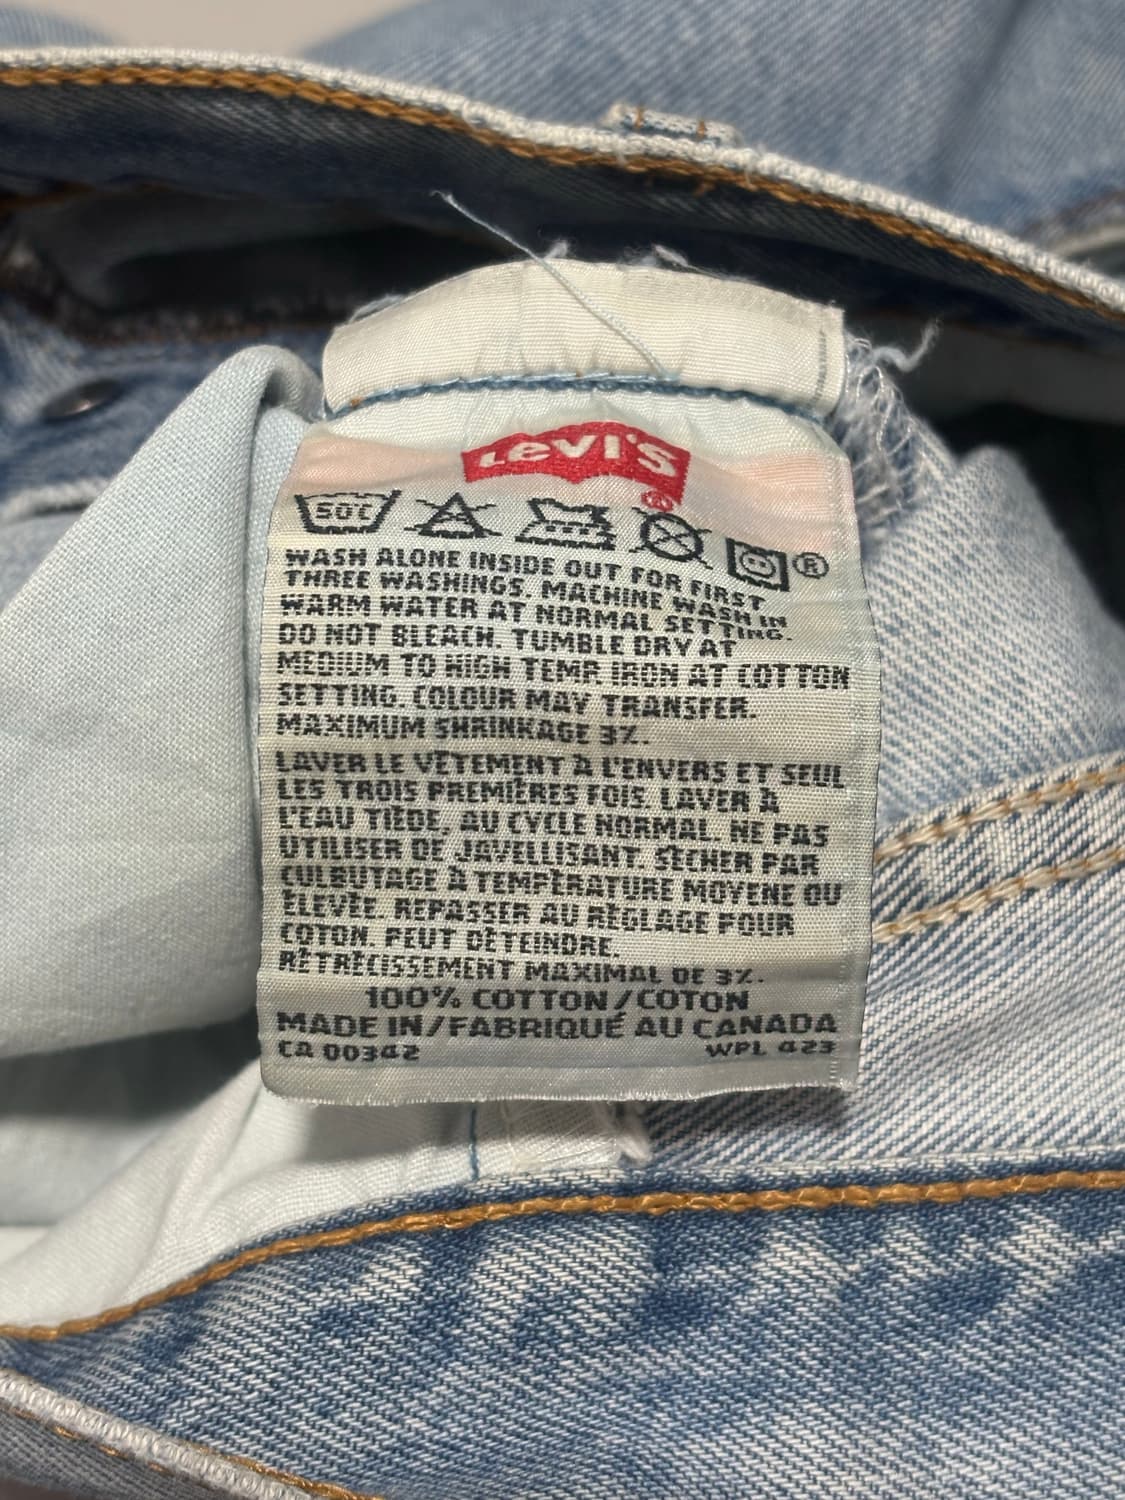 LEVI'S
®
50°C
®
WASH ALONE INSIDE OUT FOR FIRST
THREE WASHINGS. MACHINE WASH IN
WARM WATER AT NORMAL SETTING.
DO NOT BLEACH. TUMBLE DRY AT
MEDIUM TO HIGH TEMP. IRON AT COTTON
SETTING. COLOUR MAY TRANSFER.
MAXIMUM SHRINKAGE 3%.
LAVER LE VÊTEMENT À L'ENVERS ET SEUL
LES TROIS PREMIÈRES FOIS. LAVER À
L'EAU TIÈDE, AU CYCLE NORMAL. NE PAS
UTILISER DE JAVELLISANT. SÉCHER PAR
CULBUTAGE À TEMPÉRATURE MOYENE OU
ÉLEVÉE. REPASSER AU RÉGLAGE POUR
COTON. PEUT DÉTEINDRE.
RÉTRÉCISSEMENT MAXIMAL DE 3%.
100% COTTON/COTON
MADE IN/FABRIQUÉ AU CANADA
CA 00342 WPL 423